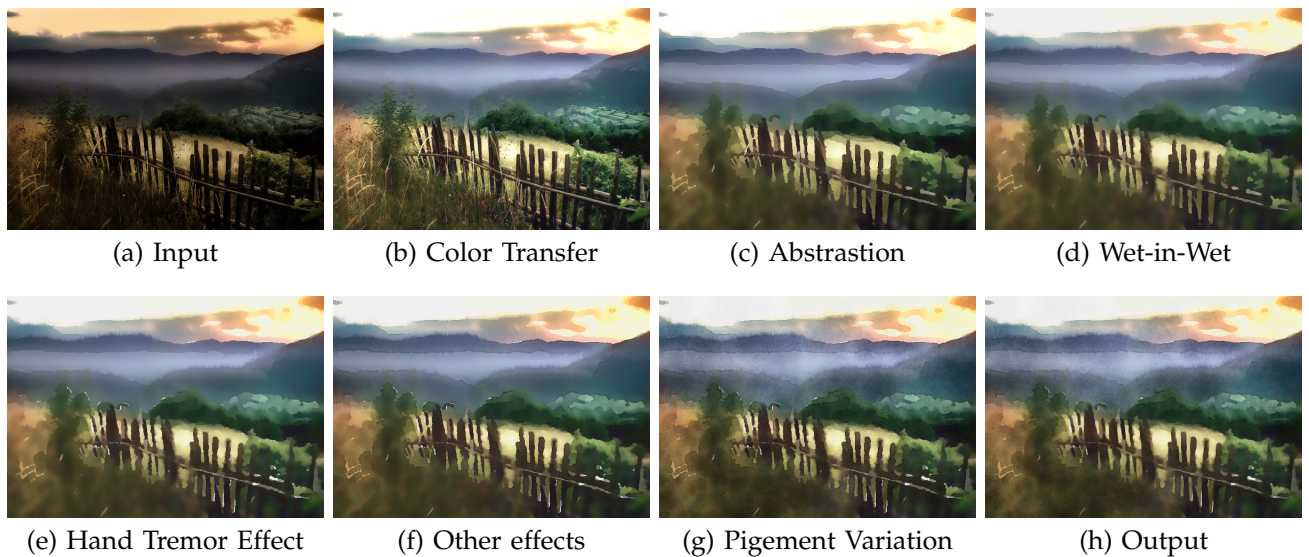 (a) Input
(b) Color Transfer
(c) Abstrastion
(d) Wet-in-Wet
(e) Hand Tremor Effect
(f) Other effects
(g) Pigement Variation
(h) Output